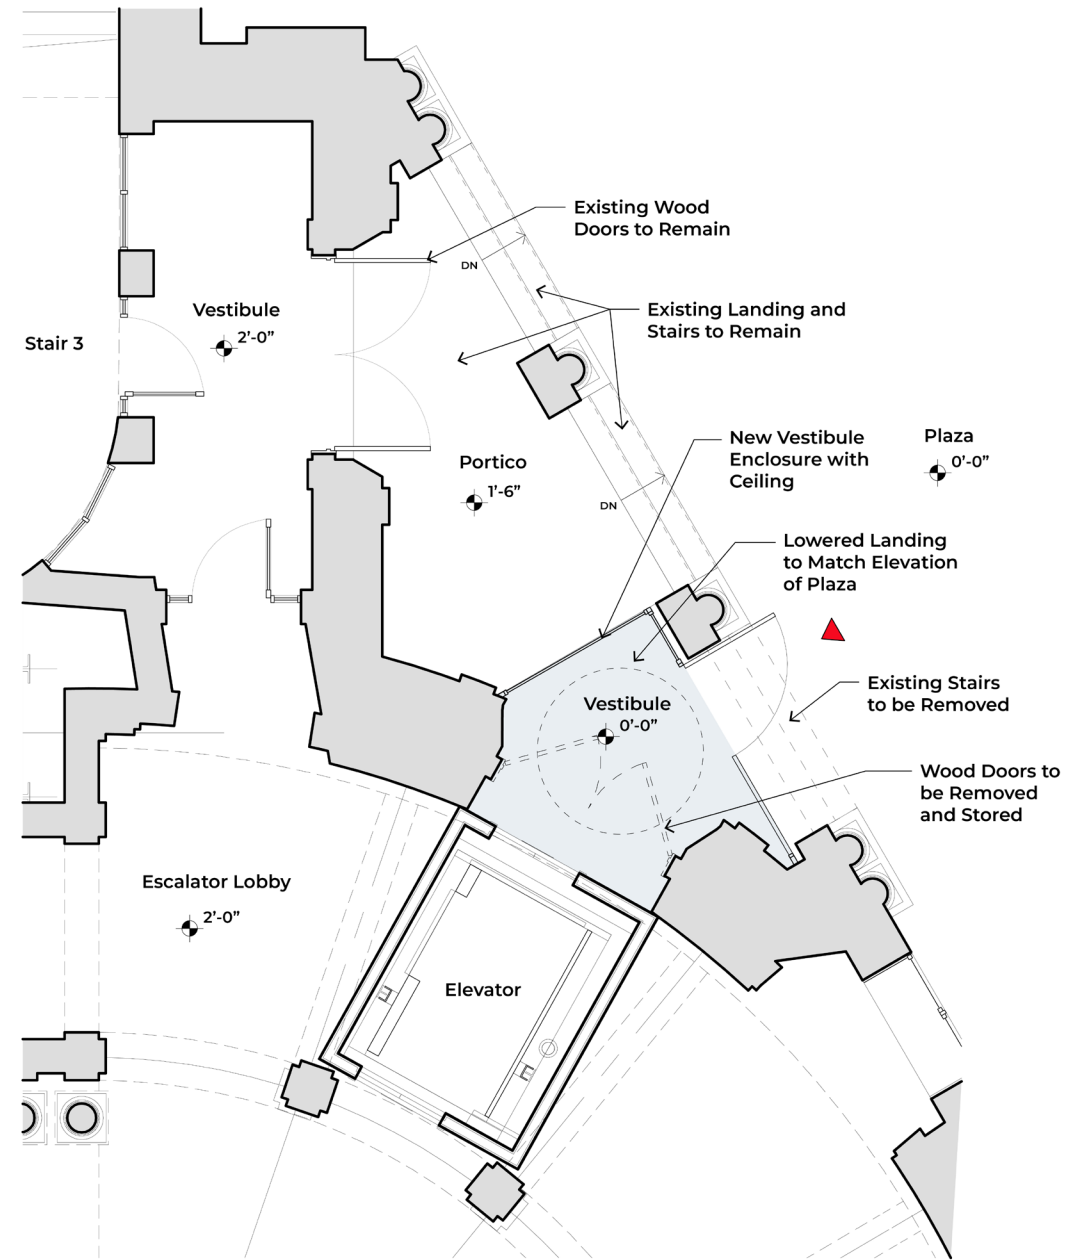 Existing Wood
Doors to Remain
DN
Vestibule
2’-0”
Existing Landing and
Stairs to Remain
Stair 3
New Vestibule
Enclosure with
Ceiling
Plaza
0’-0”
Portico
1’-6”
DN
Lowered Landing
to Match Elevation
of Plaza
Existing Stairs
to be Removed
Vestibule
0’-0”
Wood Doors to
be Removed
and Stored
Escalator Lobby
2’-0”
Elevator